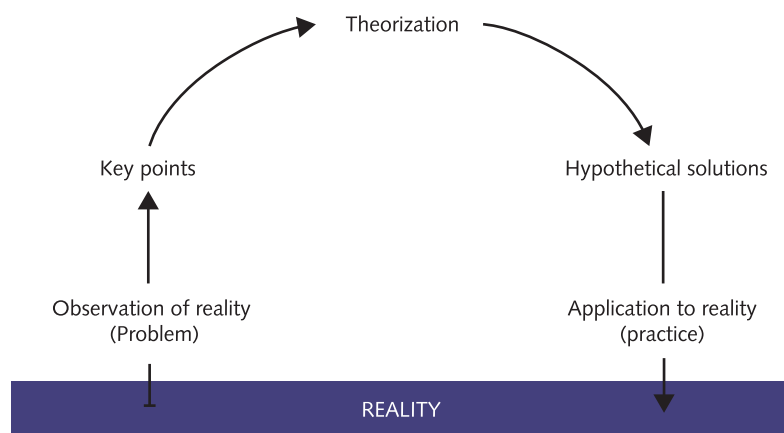 Theorization
Key points
Hypothetical solutions
Observation of reality
(Problem)
Application to reality
(practice)
REALITY